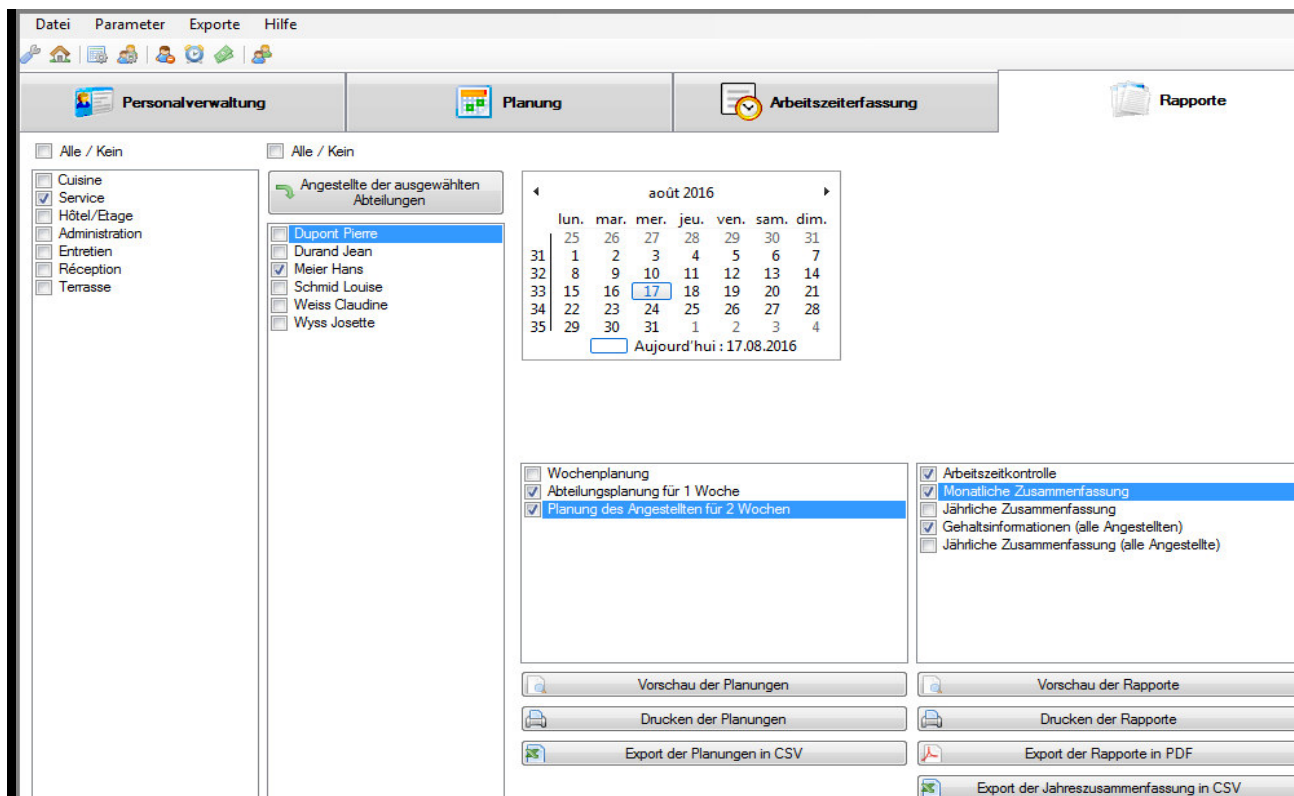 Datei Parameter Exporte Hilfe
Personalverwaltung Planung Arbeitszeiterfassung Rapporte
Alle / Kein
Cuisine
Service
Hôtel/Etage
Administration
Entretien
Réception
Terrasse
Alle / Kein
Angestellte der ausgewählten
Abteilungen
Dupont Pierre
Durand Jean
Meier Hans
Schmid Louise
Weiss Claudine
Wyss Josette
août 2016
lun. mar. mer. jeu. ven. sam. dim.
25 26 27 28 29 30 31
31 1 2 3 4 5 6 7
32 8 9 10 11 12 13 14
33 15 16 17 18 19 20 21
34 22 23 24 25 26 27 28
35 29 30 31 1 2 3 4
Aujourd'hui : 17.08.2016
Wochenplanung
Abteilungsplanung für 1 Woche
Planung des Angestellten für 2 Wochen
Vorschau der Planungen
Drucken der Planungen
Export der Planungen in CSV
Arbeitszeitkontrolle
Monatliche Zusammenfassung
Jährliche Zusammenfassung
Gehaltsinformationen (alle Angestellten)
Jährliche Zusammenfassung (alle Angestellte)
Vorschau der Rapporte
Drucken der Rapporte
Export der Rapporte in PDF
Export der Jahreszusammenfassung in CSV